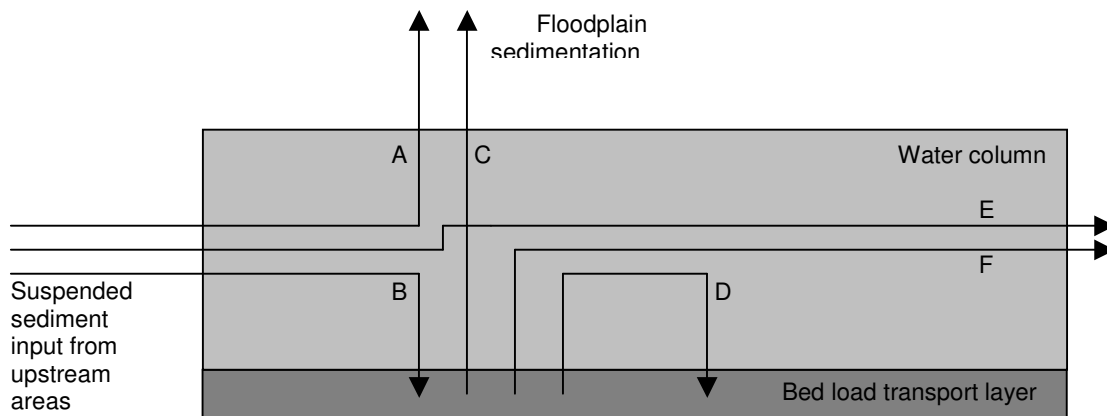 Floodplain
sedimentation
A
C
Water column
E
F
B
D
Suspended
sediment
input from
upstream
areas
Bed load transport layer